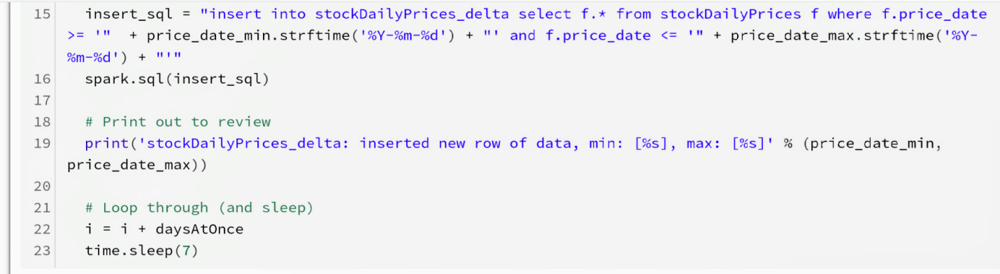 15 insert_sql = "insert into stockDailyPrices_delta select f.* from stockDailyPrices f where f.price_date
>= '"  + price_date_min.strftime('%Y-%m-%d') + "' and f.price_date <= '" + price_date_max.strftime('%Y-
%m-%d') + "'"
16 spark.sql(insert_sql)
17
18 # Print out to review
19 print('stockDailyPrices_delta: inserted new row of data, min: [%s], max: [%s]' % (price_date_min,
price_date_max))
20
21 # Loop through (and sleep)
22 i = i + daysAtOnce
23 time.sleep(7)